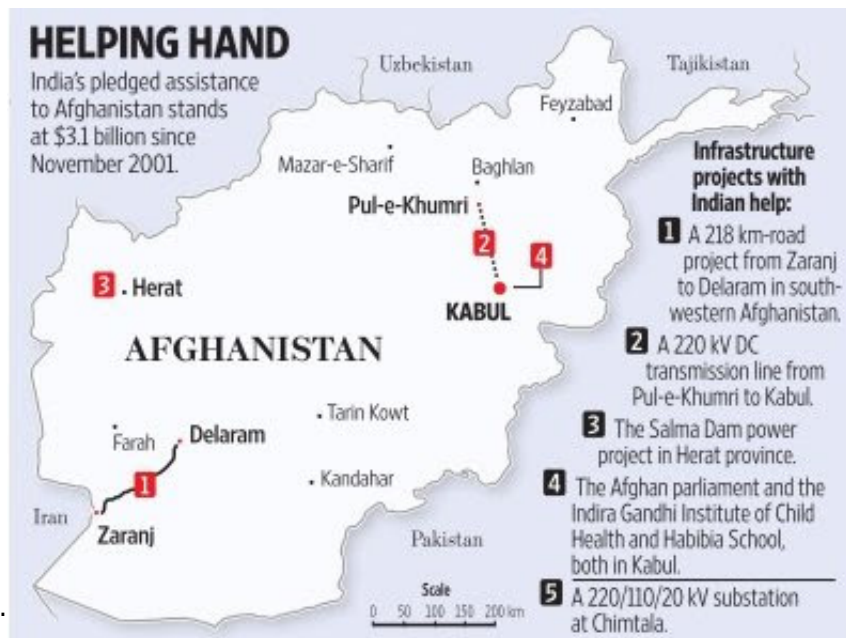 HELPING HAND
India's pledged assistance
to Afghanistan stands
at $3.1 billion since
November 2001.
Uzbekistan
Tajikistan
Feyzabad
Mazar-e-Sharif
Baghlan
Pul-e-Khumri
2
4
3
Herat
KABUL
AFGHANISTAN
Tarin Kowt
Farah
Delaram
Kandahar
1
Iran
Zaranj
Pakistan
Scale
0 50 100 150 200 km
Infrastructure
projects with
Indian help:
1 A 218 km-road
project from Zaranj
to Delaram in south-
western Afghanistan.
2 A 220 kV DC
transmission line from
Pul-e-Khumri to Kabul.
3 The Salma Dam power
project in Herat province.
4 The Afghan parliament and the
Indira Gandhi Institute of Child
Health and Habibia School,
both in Kabul.
5 A 220/110/20 kV substation
at Chimtala.
.